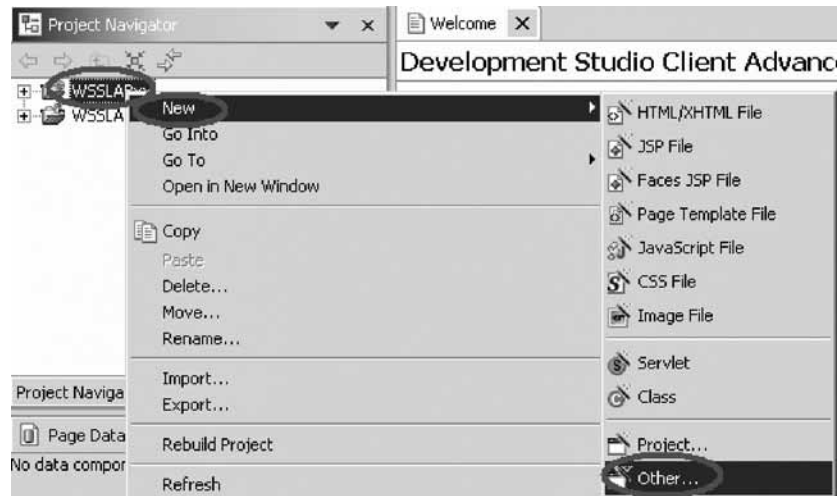 Project Navigator
Welcome
Development Studio Client Advanc
WSSLA
WSSLA
New
Go Into
Go To
Open in New Window
Copy
Paste
Delete...
Move...
Rename...
Import...
Export...
Rebuild Project
Refresh
HTML/XHTML File
JSP File
Faces JSP File
Page Template File
JavaScript File
CSS File
Image File
Servlet
Class
Project...
Other...
Project Naviga
Page Data
No data compor